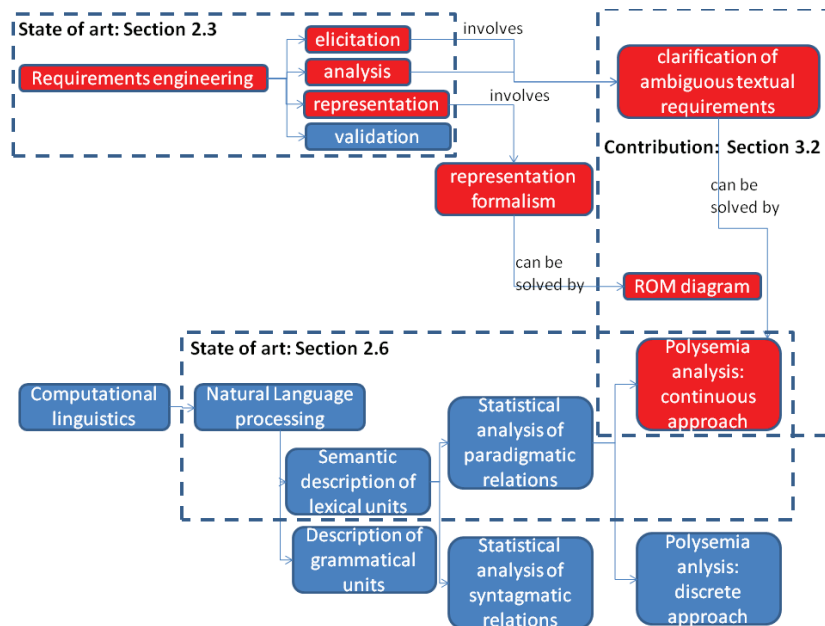 State of art: Section 2.3
Requirements engineering
elicitation
analysis
representation
validation
involves
involves
clarification of
ambiguous textual
requirements
Contribution: Section 3.2
representation
formalism
can be
solved by
can be
solved by
ROM diagram
State of art: Section 2.6
Computational
linguistics
Natural Language
processing
Semantic
description of
lexical units
Description of
grammatical
units
Statistical
analysis of
paradigmatic
relations
Statistical
analysis of
syntagmatic
relations
Polysemia
analysis:
continuous
approach
Polysemia
anlysis:
discrete
approach